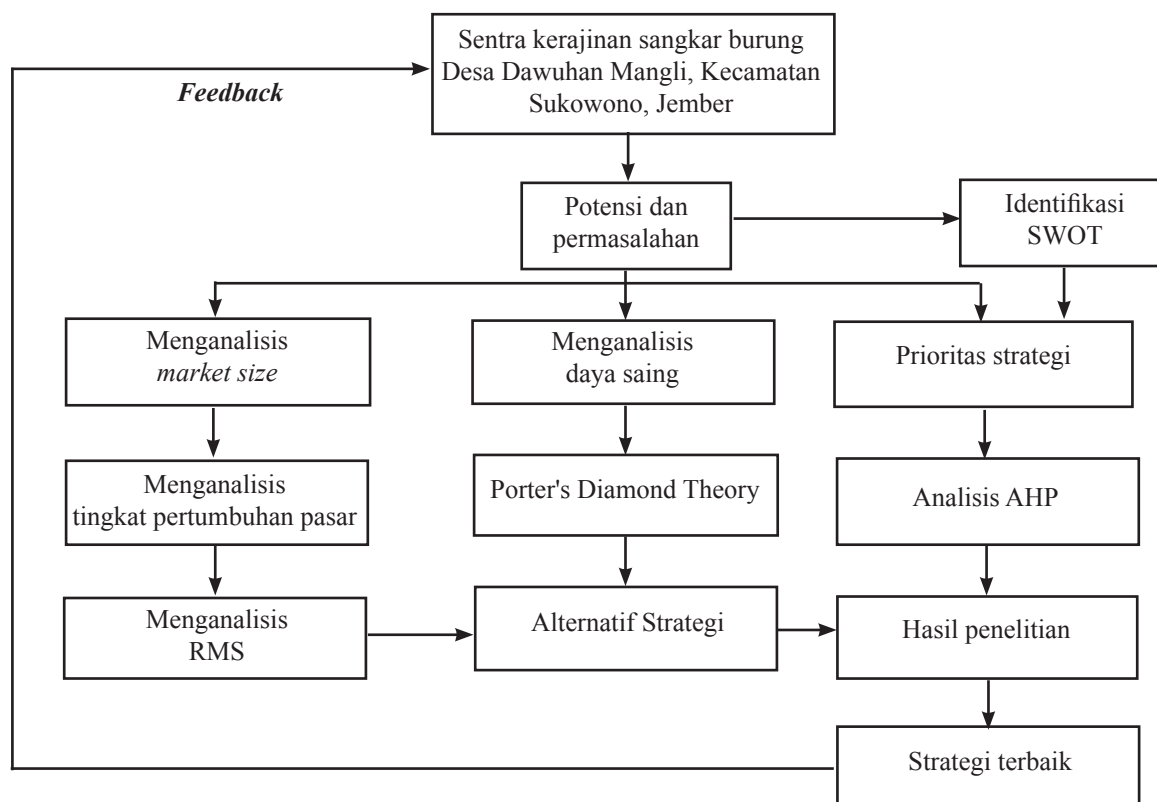 Sentra kerajinan sangkar burung
Desa Dawuhan Mangli, Kecamatan
Sukowono, Jember
Feedback
Potensi dan
permasalahan
Identifikasi
SWOT
Menganalisis
market size
Menganalisis
daya saing
Prioritas strategi
Menganalisis
tingkat pertumbuhan pasar
Porter's Diamond Theory
Analisis AHP
Menganalisis
RMS
Alternatif Strategi
Hasil penelitian
Strategi terbaik